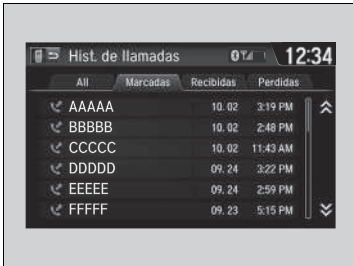 Hist. de llamadas 12:34
All Marcadas Recibidas Perdidas
AAAAA 10. 02 3:19 PM
BBBBB 10. 02 2:48 PM
CCCCC 10. 02 11:43 AM
DDDDD 09. 24 3:22 PM
EEEEE 09. 24 2:59 PM
FFFFF 09. 23 5:15 PM